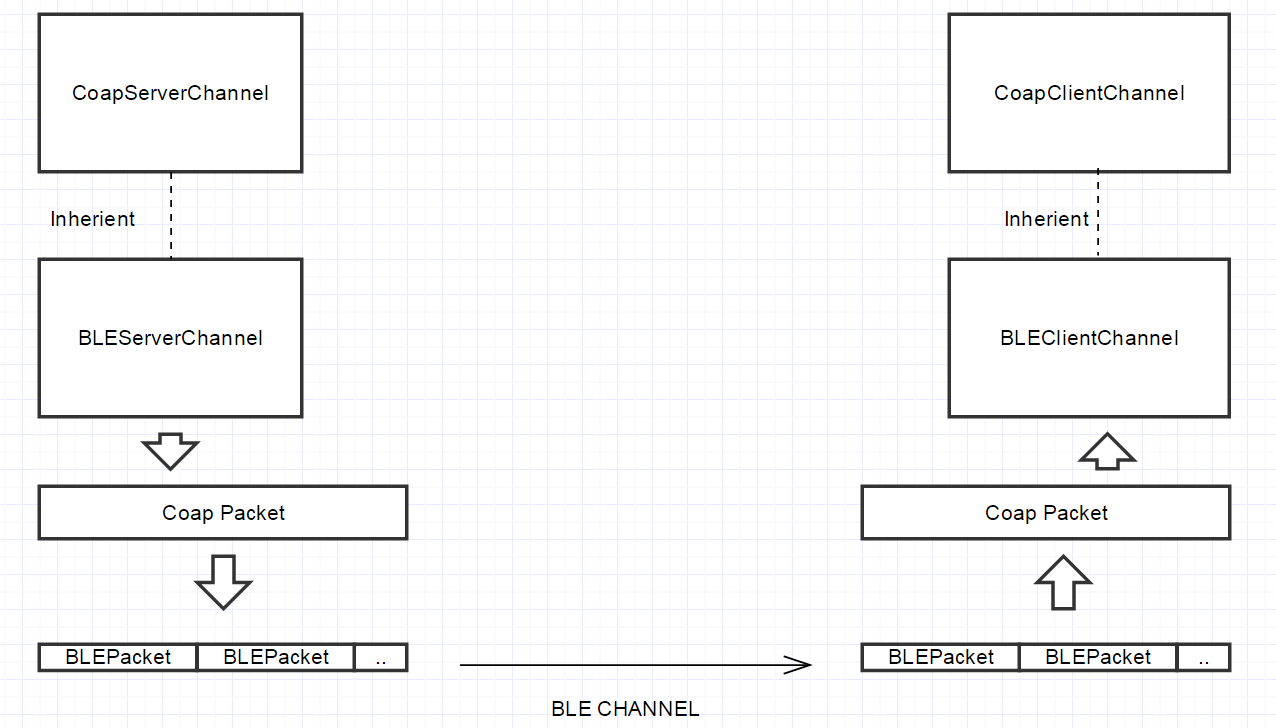 CoapServerChannel
CoapClientChannel
Inherient
Inherient
BLEServerChannel
BLEClientChannel
Coap Packet
Coap Packet
BLEPacket BLEPacket ..
BLEPacket BLEPacket ..
BLE CHANNEL